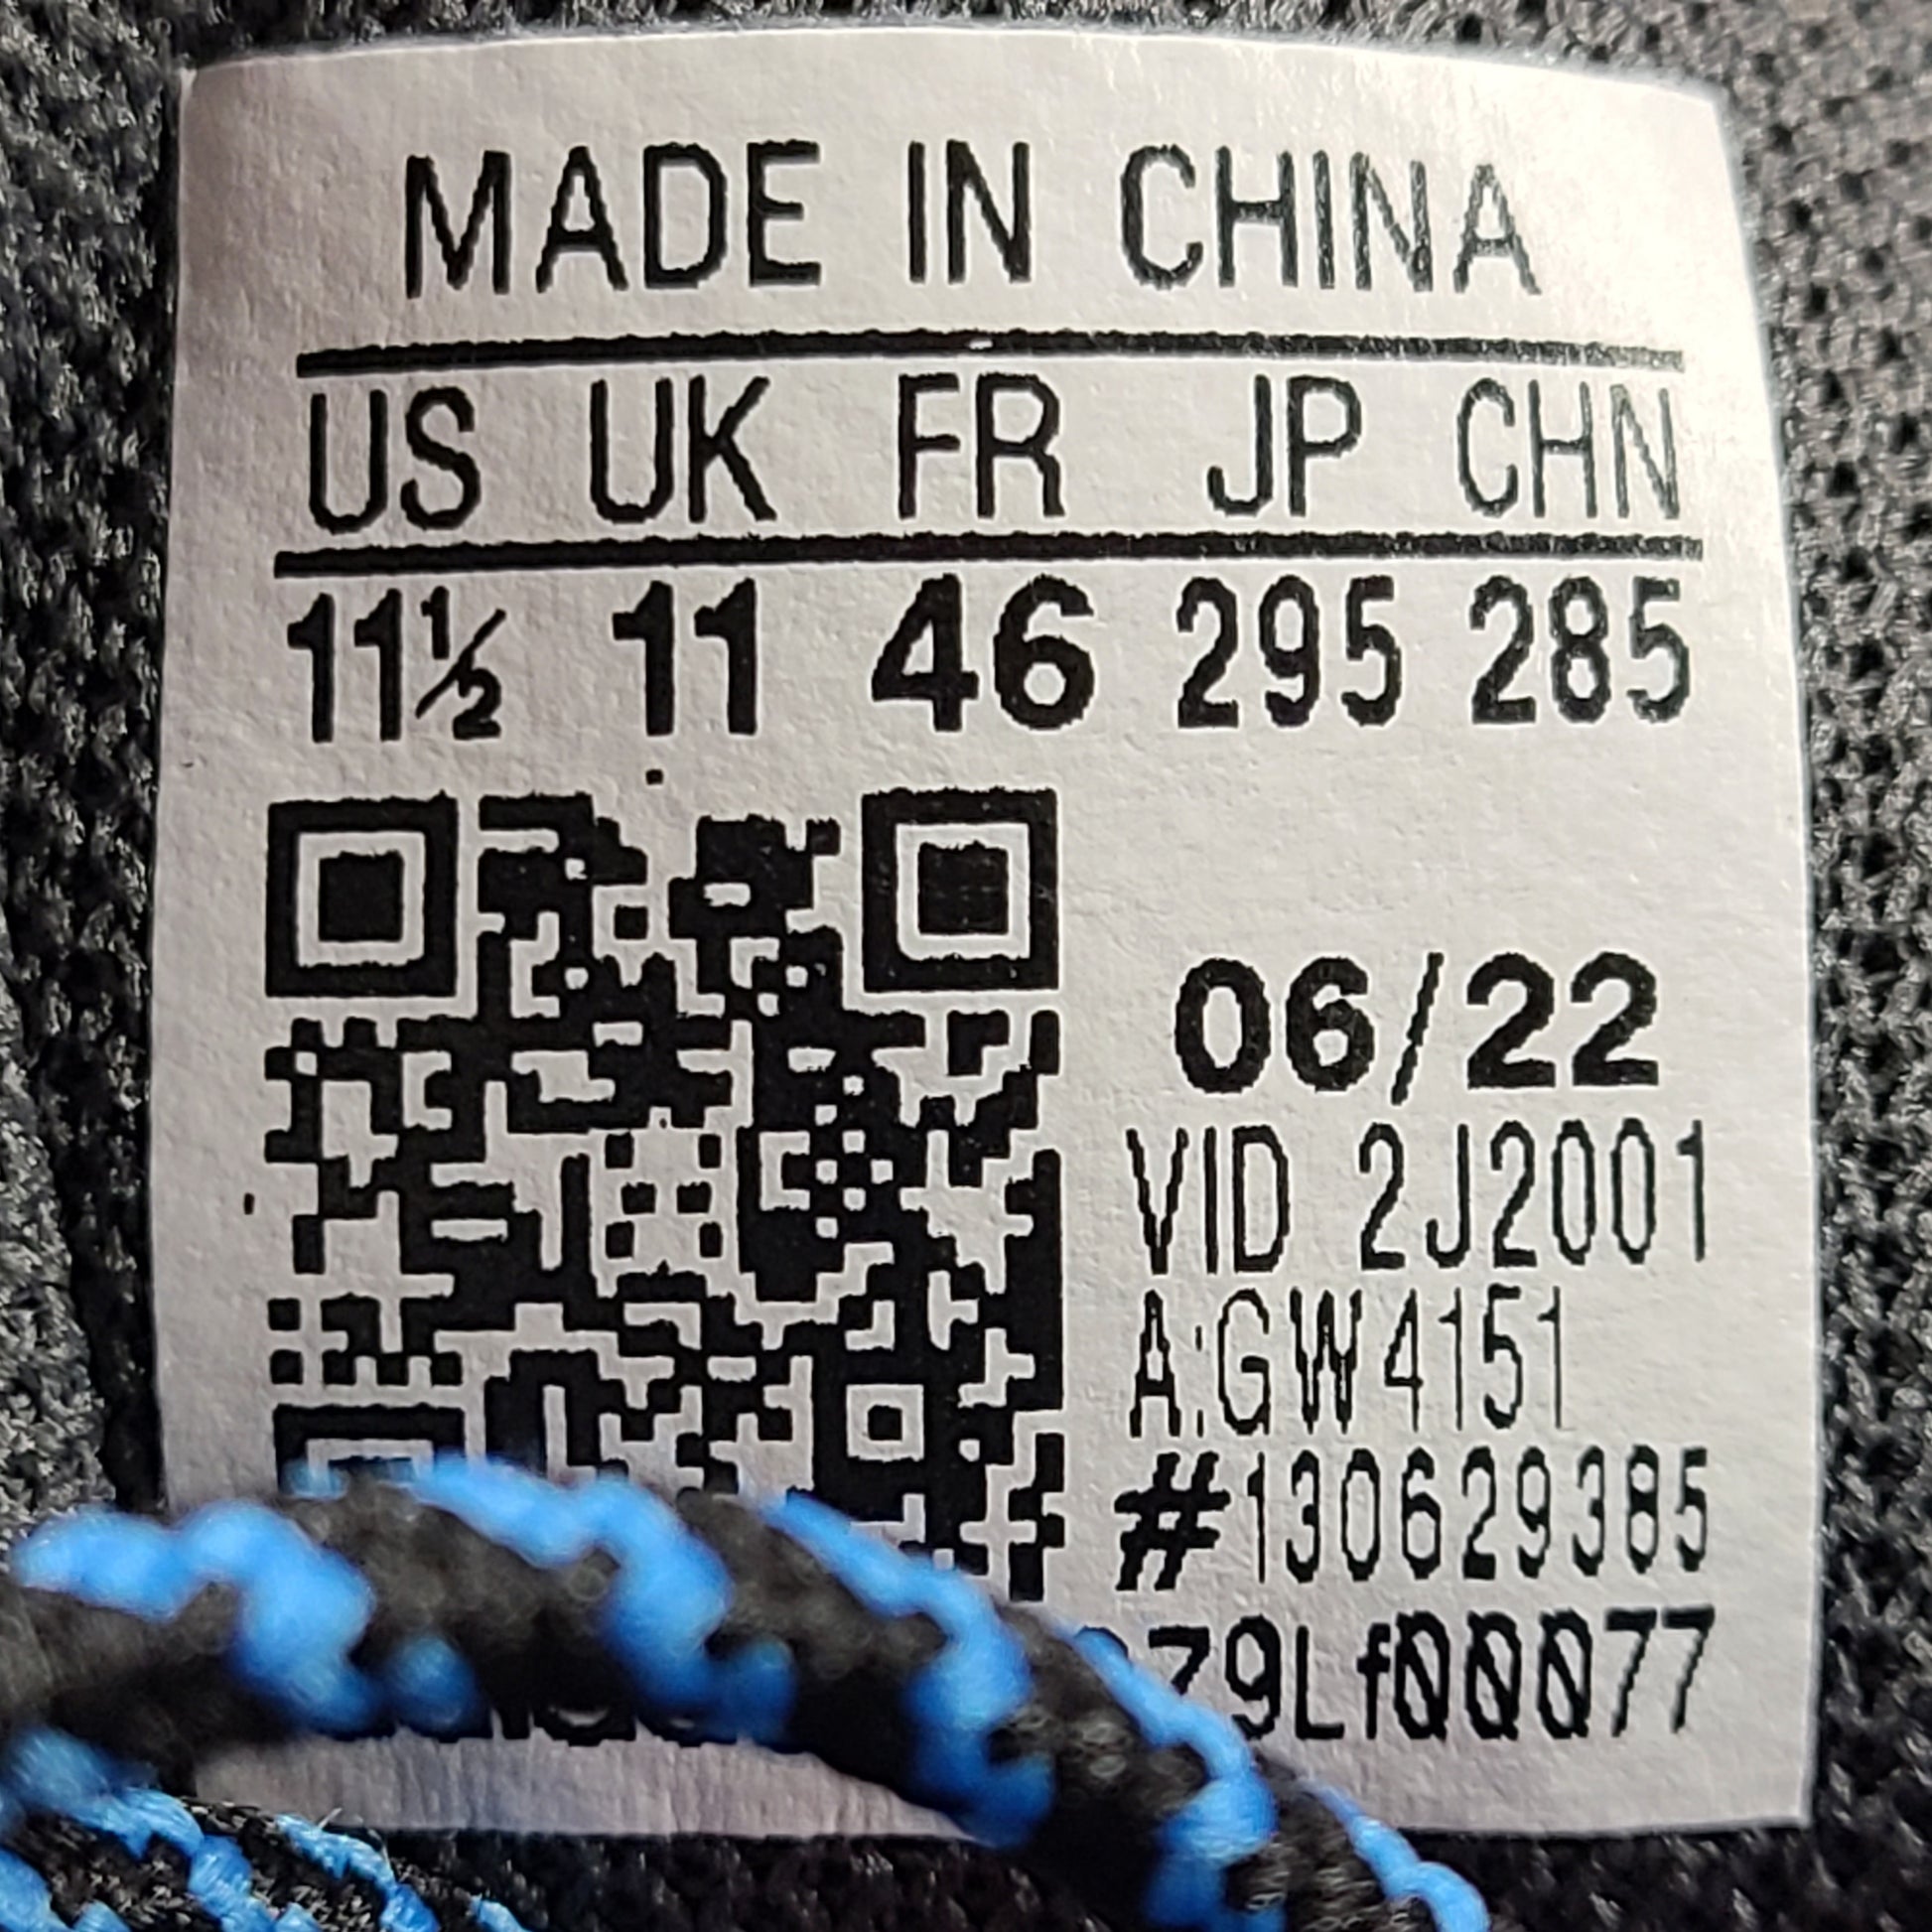 MADE IN CHINA
US UK FR JP CHN
11½ 11 46 295 285
06/22
VID 2J2001
A:GW4151
#130629385